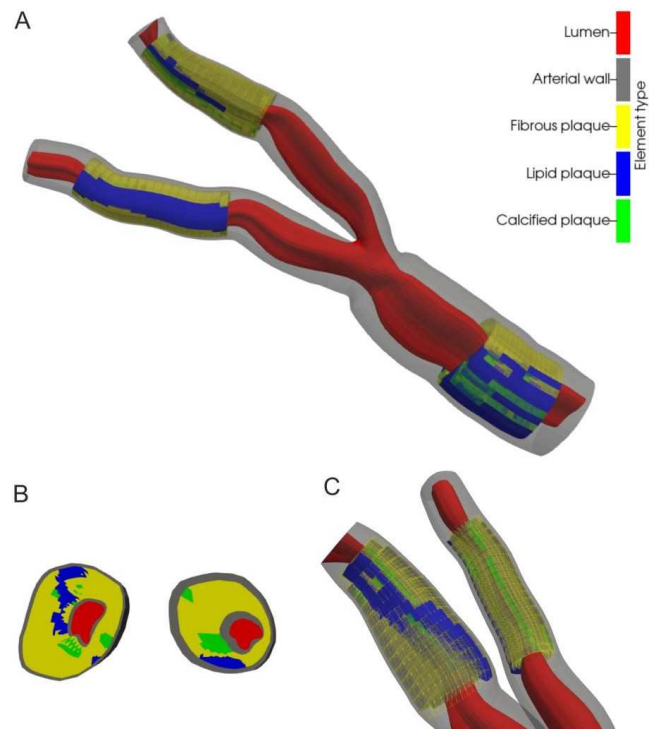 A
Lumen
Arterial wall
Fibrous plaque
Lipid plaque
Calcified plaque
Element type
B
C